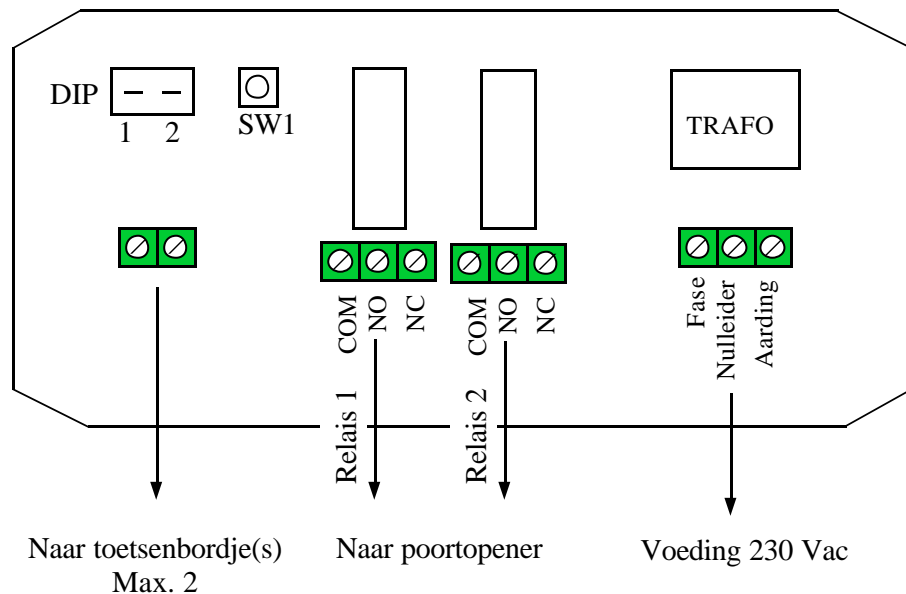 DIP
1 2
SW1
TRAFO
COM
NO
NC
COM
NO
NC
Fase
Nulleider
Aarding
Relais 1
Relais 2
Naar toetsenbordje(s)
Max. 2
Naar poortopener
Voeding 230 Vac